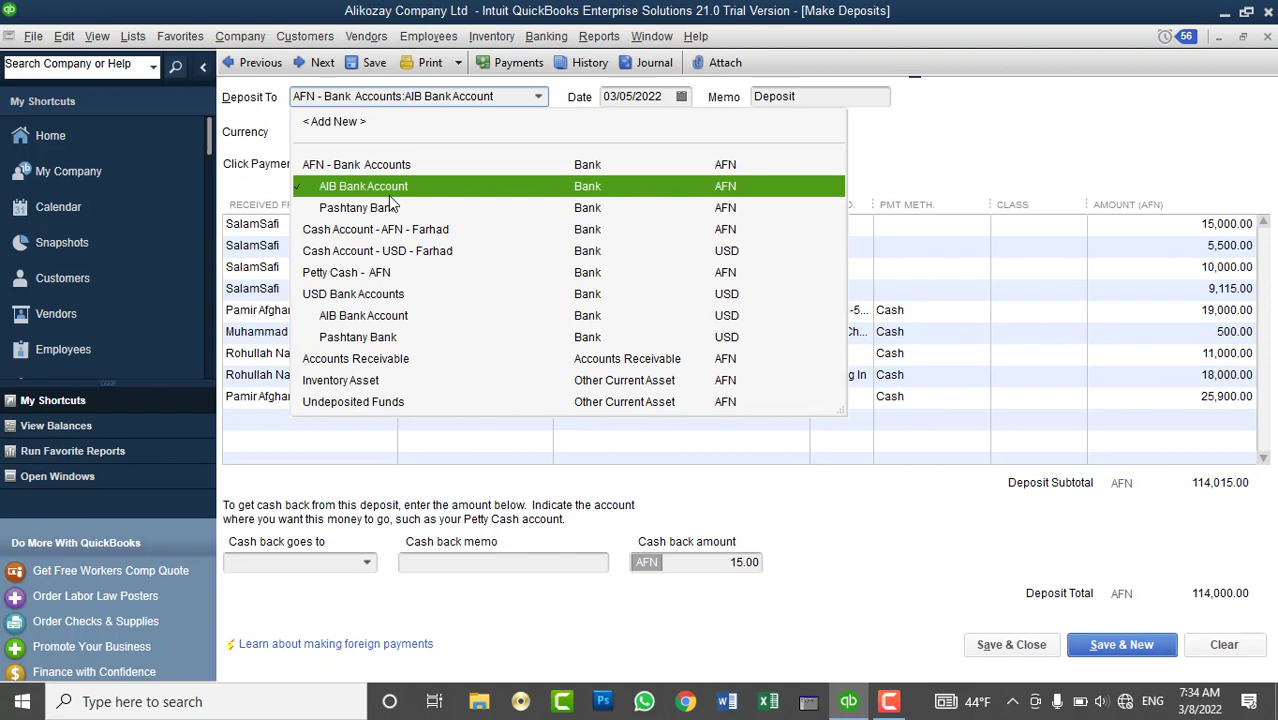 Alikozay Company Ltd - Intuit QuickBooks Enterprise Solutions 21.0 Trial Version - [Make Deposits]
File Edit View Lists Favorites Company Customers Vendors Employees Inventory Banking Reports Window Help 56
Search Company or Help
Previous Next Save Print Payments History Journal Attach
My Shortcuts
Home
My Company
Calendar
Snapshots
Customers
Vendors
Employees
My Shortcuts
View Balances
Run Favorite Reports
Open Windows
Do More With QuickBooks
Get Free Workers Comp Quote
Order Labor Law Posters
Order Checks & Supplies
Promote Your Business
Finance with Confidence
Deposit To AFN - Bank Accounts:AIB Bank Account Date 03/05/2022 Memo Deposit
Currency
Click Payme
< Add New >
AFN - Bank Accounts Bank AFN
✓ AIB Bank Account Bank AFN
Pashtany Bank Bank AFN
Cash Account - AFN - Farhad Bank AFN
Cash Account - USD - Farhad Bank USD
Petty Cash - AFN Bank AFN
USD Bank Accounts Bank USD
AIB Bank Account Bank USD
Pashtany Bank Bank USD
Accounts Receivable Accounts Receivable AFN
Inventory Asset Other Current Asset AFN
Undeposited Funds Other Current Asset AFN
RECEIVED FR O. PMT METH. CLASS AMOUNT (AFN)
SalamSafi 15,000.00
SalamSafi 5,500.00
SalamSafi 10,000.00
SalamSafi 9,115.00
Pamir Afghar -5... Cash 19,000.00
Muhammad Ch... Cash 500.00
Rohullah Na Cash 11,000.00
Rohullah Na g In Cash 18,000.00
Pamir Afghar Cash 25,900.00
Deposit Subtotal AFN 114,015.00
To get cash back from this deposit, enter the amount below. Indicate the account
where you want this money to go, such as your Petty Cash account.
Cash back goes to Cash back memo Cash back amount
AFN 15.00
Deposit Total AFN 114,000.00
Learn about making foreign payments
Save & Close Save & New Clear
Type here to search
44°F ENG
7:34 AM
3/8/2022